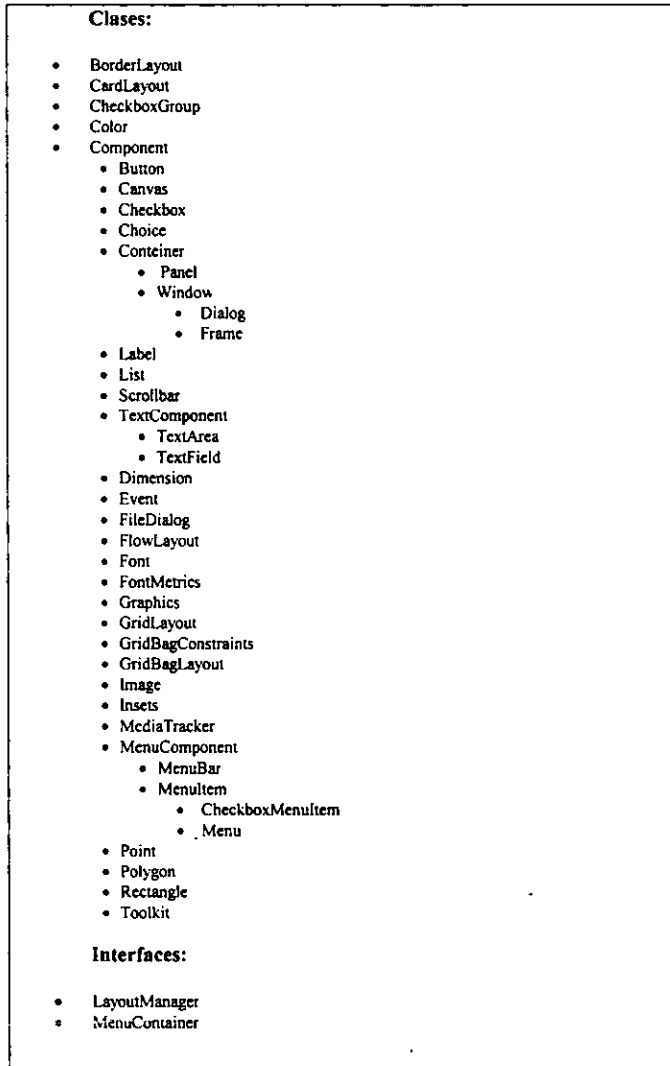 Clases:
• BorderLayout
• CardLayout
• CheckboxGroup
• Color
• Component
• Button
• Canvas
• Checkbox
• Choice
• Conteiner
• Panel
• Window
• Dialog
• Frame
• Label
• List
• Scrollbar
• TextComponent
• TextArea
• TextField
• Dimension
• Event
• FileDialog
• FlowLayout
• Font
• FontMetrics
• Graphics
• GridLayout
• GridBagConstraints
• GridBagLayout
• Image
• Insets
• MediaTracker
• MenuComponent
• MenuBar
• MenuItem
• CheckboxMenuItem
• Menu
• Point
• Polygon
• Rectangle
• Toolkit
Interfaces:
• LayoutManager
• MenuContainer